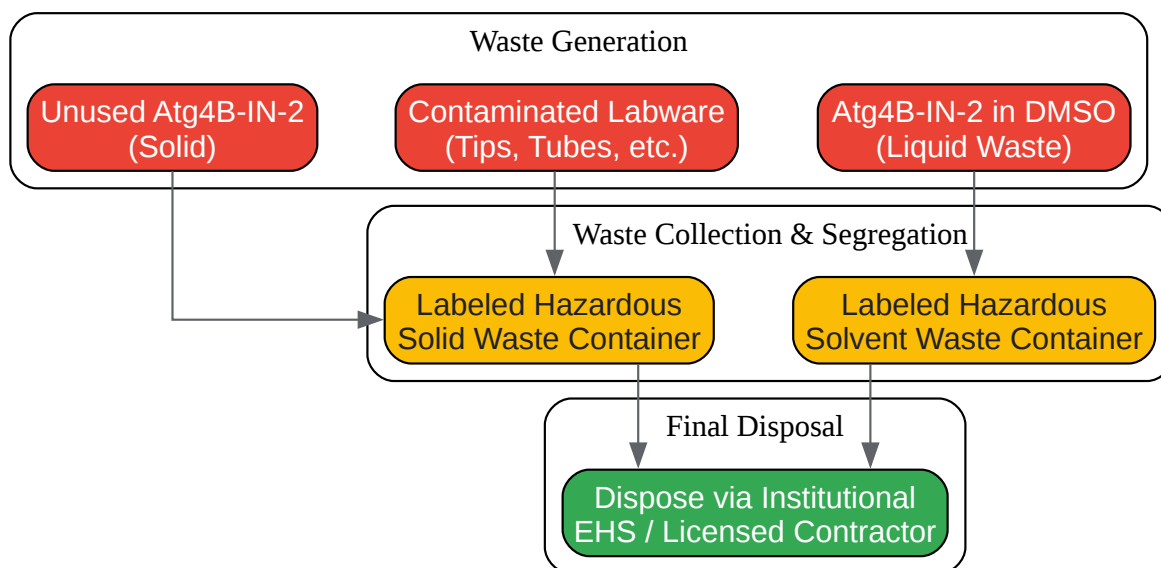 Waste Generation
Unused Atg4B-IN-2
(Solid)
Contaminated Labware
(Tips, Tubes, etc.)
Atg4B-IN-2 in DMSO
(Liquid Waste)
Waste Collection & Segregation
Labeled Hazardous
Solid Waste Container
Labeled Hazardous
Solvent Waste Container
Final Disposal
Dispose via Institutional
EHS / Licensed Contractor